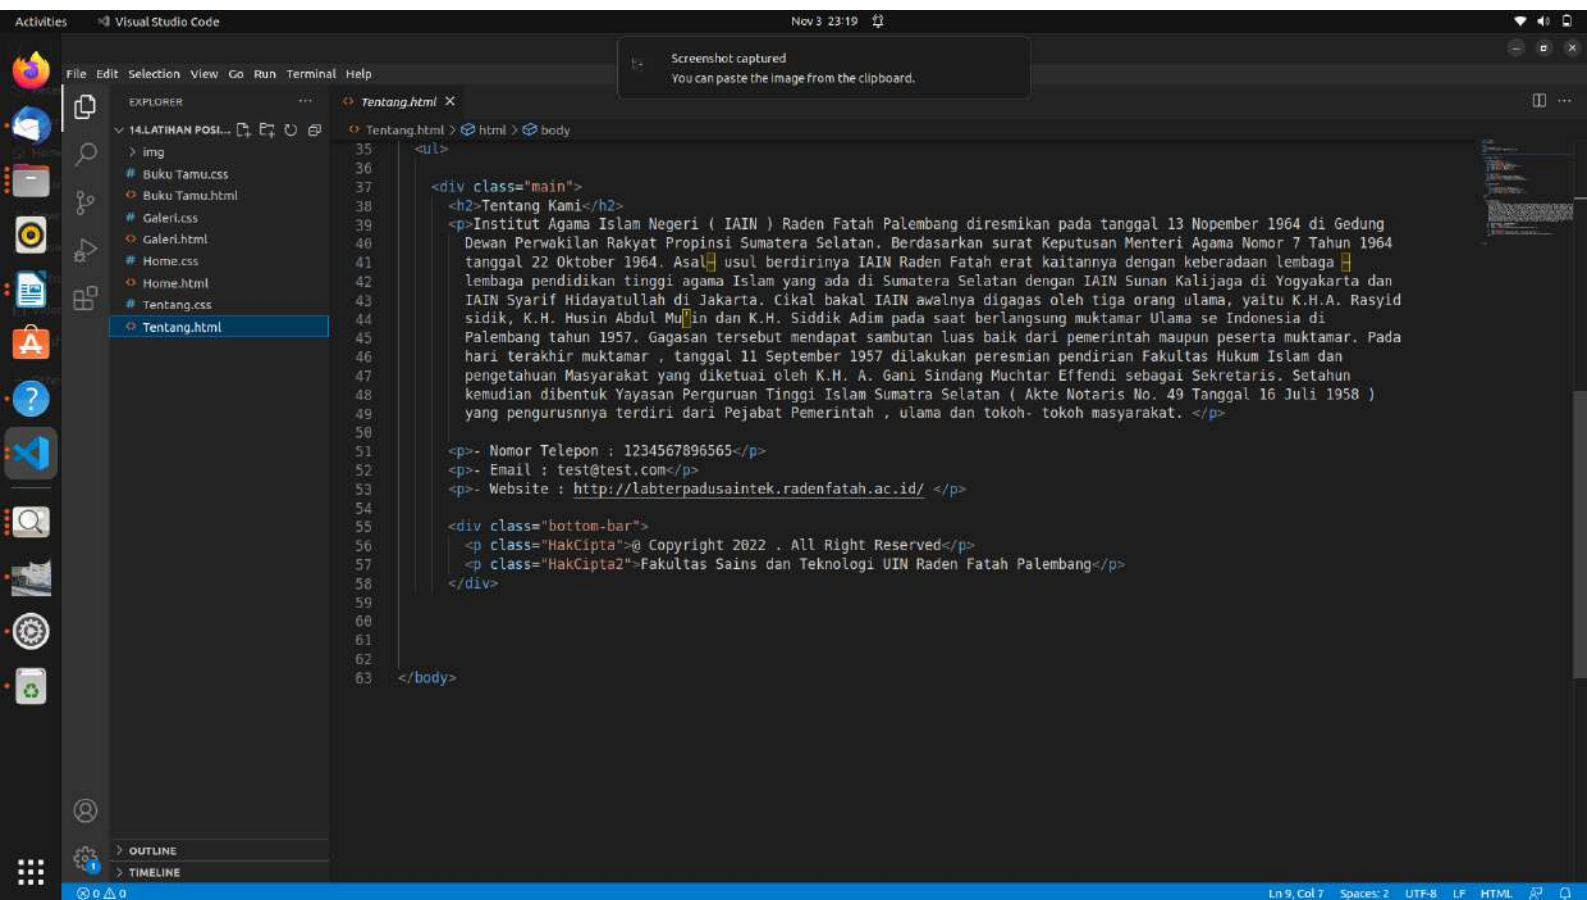 Activities Visual Studio Code Nov 3 23:19
Screenshot captured
You can paste the image from the clipboard.
File Edit Selection View Go Run Terminal Help
EXPLORER ··· Tentang.html ×
14.LATIHAN POSI... Tentang.html > html > body
img
# Buku Tamu.css
Buku Tamu.html
# Galeri.css
Galeri.html
# Home.css
Home.html
# Tentang.css
Tentang.html
35 <ul>
36
37 <div class="main">
38 <h2>Tentang Kami</h2>
39 <p>Institut Agama Islam Negeri ( IAIN ) Raden Fatah Palembang diresmikan pada tanggal 13 Nopember 1964 di Gedung
40 Dewan Perwakilan Rakyat Propinsi Sumatera Selatan. Berdasarkan surat Keputusan Menteri Agama Nomor 7 Tahun 1964
41 tanggal 22 Oktober 1964. Asal– usul berdirinya IAIN Raden Fatah erat kaitannya dengan keberadaan lembaga –
42 lembaga pendidikan tinggi agama Islam yang ada di Sumatera Selatan dengan IAIN Sunan Kalijaga di Yogyakarta dan
43 IAIN Syarif Hidayatullah di Jakarta. Cikal bakal IAIN awalnya digagas oleh tiga orang ulama, yaitu K.H.A. Rasyid
44 sidik, K.H. Husin Abdul Mu’in dan K.H. Siddik Adim pada saat berlangsung muktamar Ulama se Indonesia di
45 Palembang tahun 1957. Gagasan tersebut mendapat sambutan luas baik dari pemerintah maupun peserta muktamar. Pada
46 hari terakhir muktamar , tanggal 11 September 1957 dilakukan peresmian pendirian Fakultas Hukum Islam dan
47 pengetahuan Masyarakat yang diketuai oleh K.H. A. Gani Sindang Muchtar Effendi sebagai Sekretaris. Setahun
48 kemudian dibentuk Yayasan Perguruan Tinggi Islam Sumatra Selatan ( Akte Notaris No. 49 Tanggal 16 Juli 1958 )
49 yang pengurusnnya terdiri dari Pejabat Pemerintah , ulama dan tokoh- tokoh masyarakat. </p>
50
51 <p>- Nomor Telepon : 1234567896565</p>
52 <p>- Email : test@test.com</p>
53 <p>- Website : http://labterpadusaintek.radenfatah.ac.id/ </p>
54
55 <div class="bottom-bar">
56 <p class="HakCipta">@ Copyright 2022 . All Right Reserved</p>
57 <p class="HakCipta2">Fakultas Sains dan Teknologi UIN Raden Fatah Palembang</p>
58 </div>
59
60
61
62
63 </body>
OUTLINE
TIMELINE
1
0 0 Ln 9, Col 7 Spaces: 2 UTF-8 LF HTML